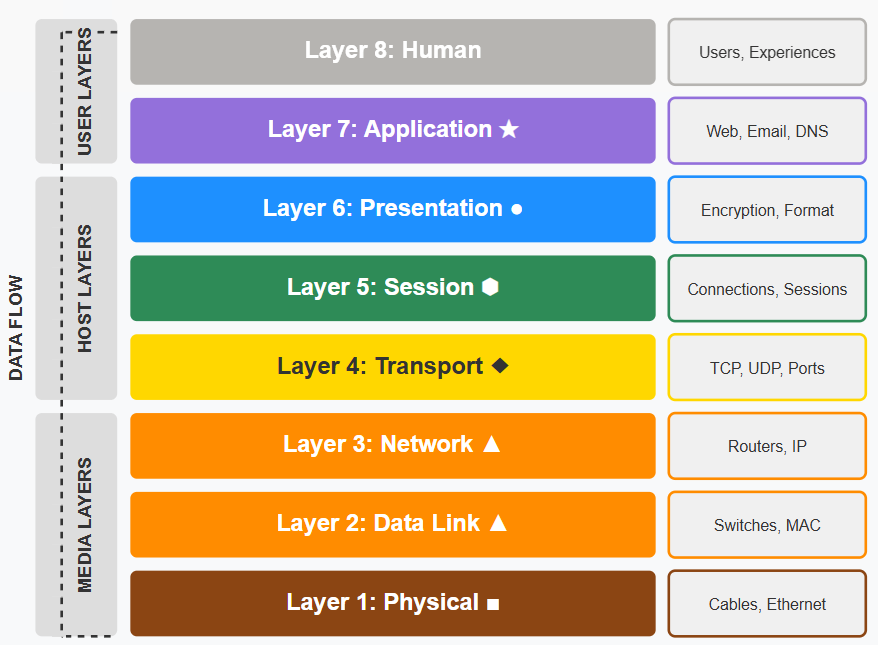 DATA FLOW
USER LAYERS
Layer 8: Human
Users, Experiences
Layer 7: Application ★
Web, Email, DNS
HOST LAYERS
Layer 6: Presentation ●
Encryption, Format
Layer 5: Session ⬢
Connections, Sessions
Layer 4: Transport ◆
TCP, UDP, Ports
MEDIA LAYERS
Layer 3: Network ▲
Routers, IP
Layer 2: Data Link ▲
Switches, MAC
Layer 1: Physical ■
Cables, Ethernet